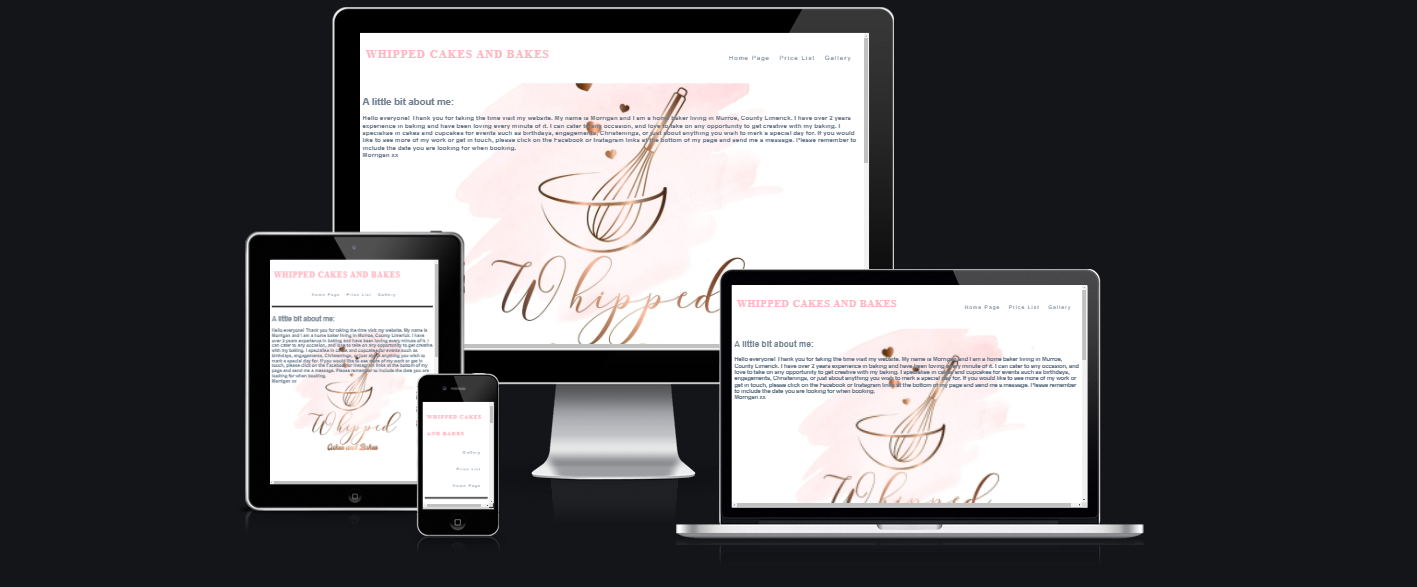 WHIPPED CAKES AND BAKES
Home Page Price List Gallery
A little bit about me:
Hello everyone! Thank you for taking the time visit my website. My name is Morrigan and I am a home baker living in Murroe, County Limerick. I have over 2 years
experience in baking and have been loving every minute of it. I can cater to any occasion, and love to take on any opportunity to get creative with my baking. I
specialise in cakes and cupcakes for events such as birthdays, engagements, Christenings, or just about anything you wish to mark a special day for. If you would
like to see more of my work or get in touch, please click on the Facebook or Instagram links at the bottom of my page and send me a message. Please remember to
include the date you are looking for when booking.
Morrigan xx
Whipped
WHIPPED CAKES AND BAKES
Home Page Price List Gallery
A little bit about me:
Hello everyone! Thank you for taking the time visit my website. My name is
Morrigan and I am a home baker living in Murroe, County Limerick. I have
over 2 years experience in baking and have been loving every minute of it. I
can cater to any occasion, and love to take on any opportunity to get creative
with my baking. I specialise in cakes and cupcakes for events such as
birthdays, engagements, Christenings, or just about anything you wish to
mark a special day for. If you would like to see more of my work or get in
touch, please click on the Facebook or Instagram links at the bottom of my
page and send me a message. Please remember to include the date you are
looking for when booking.
Morrigan xx
Whipped
Cakes and Bakes
WHIPPED CAKES
AND BAKES
Gallery
Price List
Home Page
WHIPPED CAKES AND BAKES
Home Page Price List Gallery
A little bit about me:
Hello everyone! Thank you for taking the time visit my website. My name is Morrigan and I am a home baker living in Murroe,
County Limerick. I have over 2 years experience in baking and have been loving every minute of it. I can cater to any occasion, and
love to take on any opportunity to get creative with my baking. I specialise in cakes and cupcakes for events such as birthdays,
engagements, Christenings, or just about anything you wish to mark a special day for. If you would like to see more of my work or
get in touch, please click on the Facebook or Instagram links at the bottom of my page and send me a message. Please remember
to include the date you are looking for when booking.
Morrigan xx
Whipped